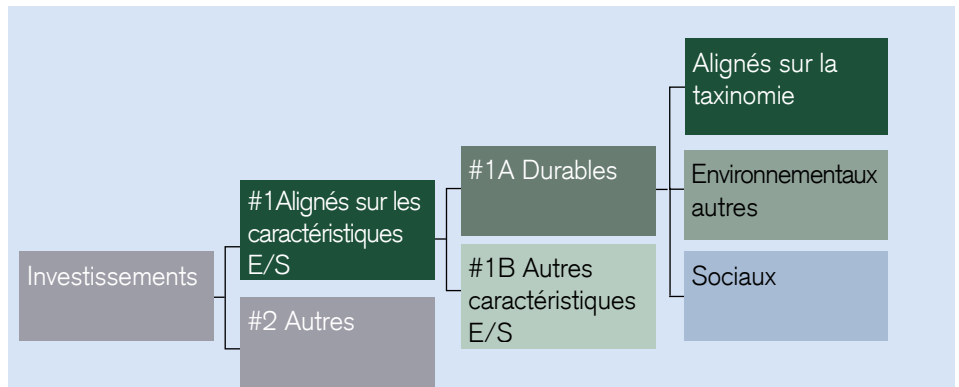 Investissements
#1Alignés sur les
caractéristiques
E/S
#2 Autres
#1A Durables
#1B Autres
caractéristiques
E/S
Alignés sur la
taxinomie
Environnementaux
autres
Sociaux